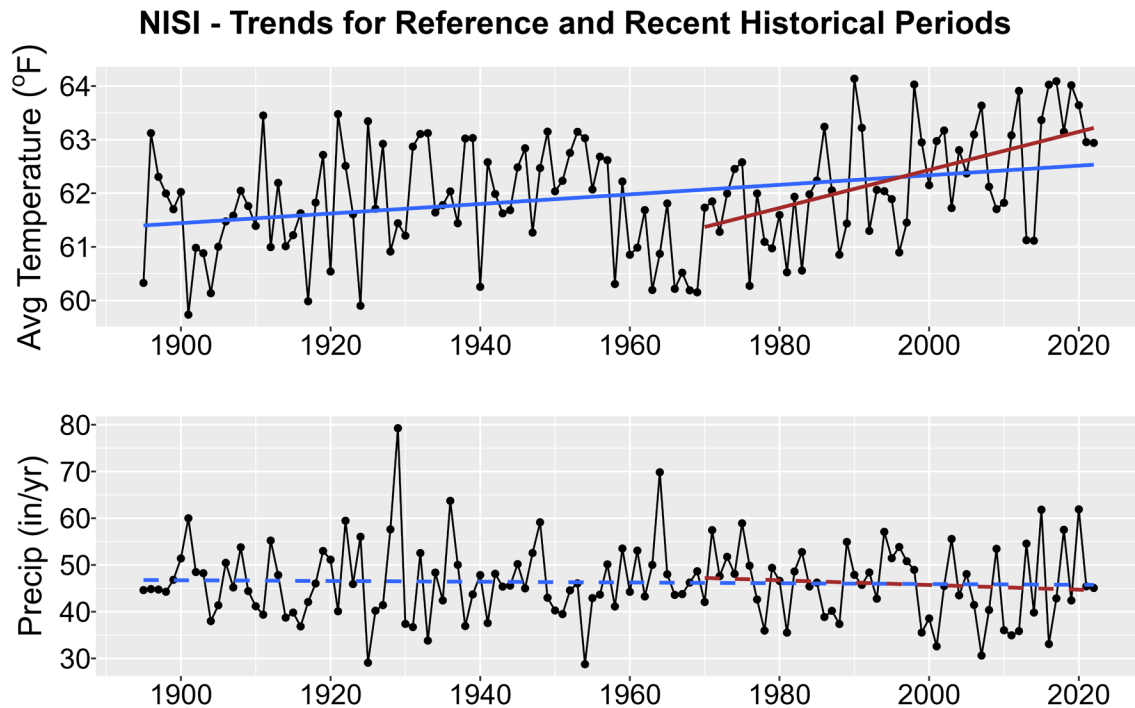 NISI - Trends for Reference and Recent Historical Periods
Avg Temperature (°F)
64
63
62
61
60
1900 1920 1940 1960 1980 2000 2020
Precip (in/yr)
80
70
60
50
40
30
1900 1920 1940 1960 1980 2000 2020